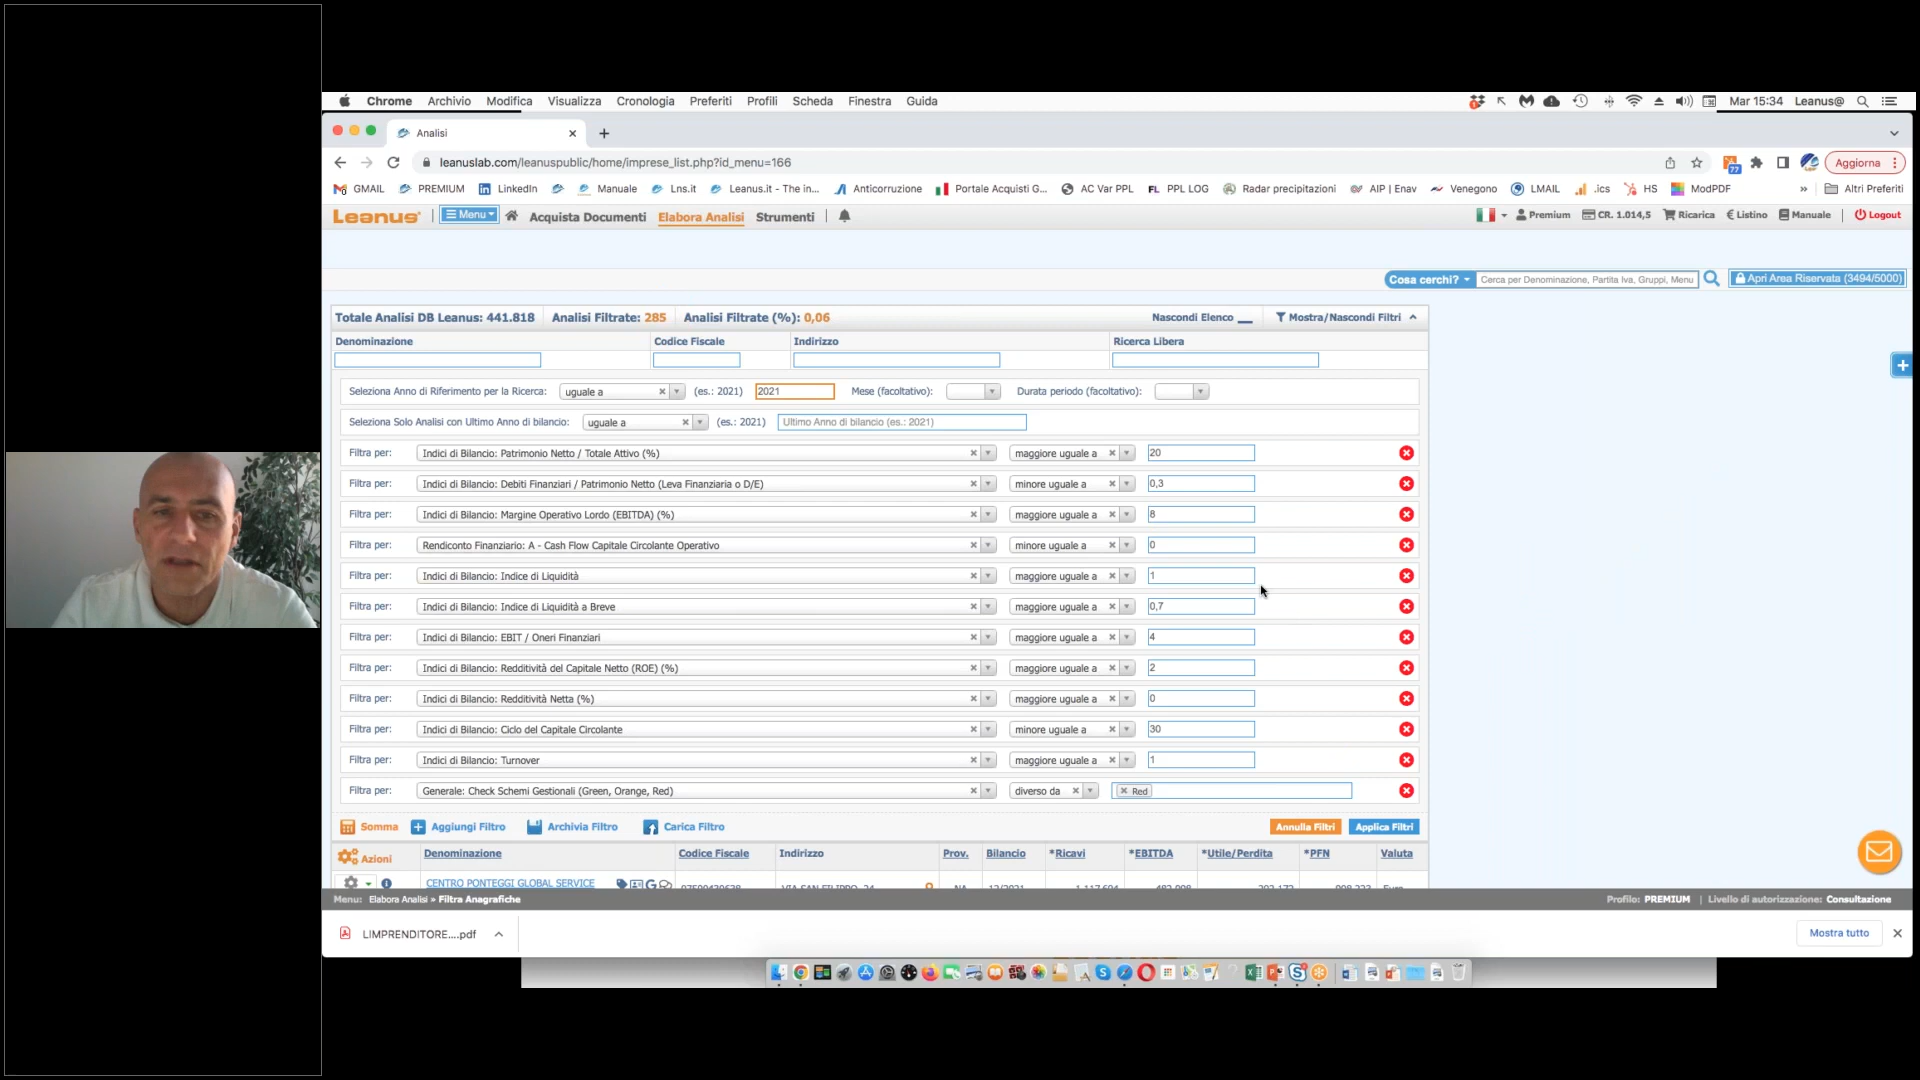 Chrome Archivio Modifica Visualizza Cronologia Preferiti Profili Scheda Finestra Guida Mar 15:34 Leanus@
Analisi
leanuslab.com/leanuspublic/home/imprese_list.php?id_menu=166 77 Aggiorna
GMAIL PREMIUM LinkedIn Manuale Lns.it Leanus.it - The in... Anticorruzione Portale Acquisti G... AC Var PPL FL PPL LOG Radar precipitazioni AIP | Enav Venegono LMAIL .ics HS ModPDF » Altri Preferiti
Leanus Menu Acquista Documenti Elabora Analisi Strumenti Premium CR. 1.014,5 Ricarica € Listino Manuale Logout
Cosa cerchi? Cerca per Denominazione, Partita Iva, Gruppi, Menu Apri Area Riservata (3494/5000)
Totale Analisi DB Leanus: 441.818 Analisi Filtrate: 285 Analisi Filtrate (%): 0,06 Nascondi Elenco Mostra/Nascondi Filtri
Denominazione Codice Fiscale Indirizzo Ricerca Libera
Seleziona Anno di Riferimento per la Ricerca: uguale a (es.: 2021) 2021 Mese (facoltativo): Durata periodo (facoltativo):
Seleziona Solo Analisi con Ultimo Anno di bilancio: uguale a (es.: 2021) Ultimo Anno di bilancio (es.: 2021)
Filtra per: Indici di Bilancio: Patrimonio Netto / Totale Attivo (%) maggiore uguale a 20
Filtra per: Indici di Bilancio: Debiti Finanziari / Patrimonio Netto (Leva Finanziaria o D/E) minore uguale a 0,3
Filtra per: Indici di Bilancio: Margine Operativo Lordo (EBITDA) (%) maggiore uguale a 8
Filtra per: Rendiconto Finanziario: A - Cash Flow Capitale Circolante Operativo minore uguale a 0
Filtra per: Indici di Bilancio: Indice di Liquidità maggiore uguale a 1
Filtra per: Indici di Bilancio: Indice di Liquidità a Breve maggiore uguale a 0,7
Filtra per: Indici di Bilancio: EBIT / Oneri Finanziari maggiore uguale a 4
Filtra per: Indici di Bilancio: Redditività del Capitale Netto (ROE) (%) maggiore uguale a 2
Filtra per: Indici di Bilancio: Redditività Netta (%) maggiore uguale a 0
Filtra per: Indici di Bilancio: Ciclo del Capitale Circolante minore uguale a 30
Filtra per: Indici di Bilancio: Turnover maggiore uguale a 1
Filtra per: Generale: Check Schemi Gestionali (Green, Orange, Red) diverso da Red
Somma Aggiungi Filtro Archivia Filtro Carica Filtro Annulla Filtri Applica Filtri
Azioni Denominazione Codice Fiscale Indirizzo Prov. Bilancio *Ricavi *EBITDA *Utile/Perdita *PFN Valuta
CENTRO PONTEGGI GLOBAL SERVICE
Menu: Elabora Analisi » Filtra Anagrafiche Profilo: PREMIUM | Livello di autorizzazione: Consultazione
LIMPRENDITORE....pdf Mostra tutto